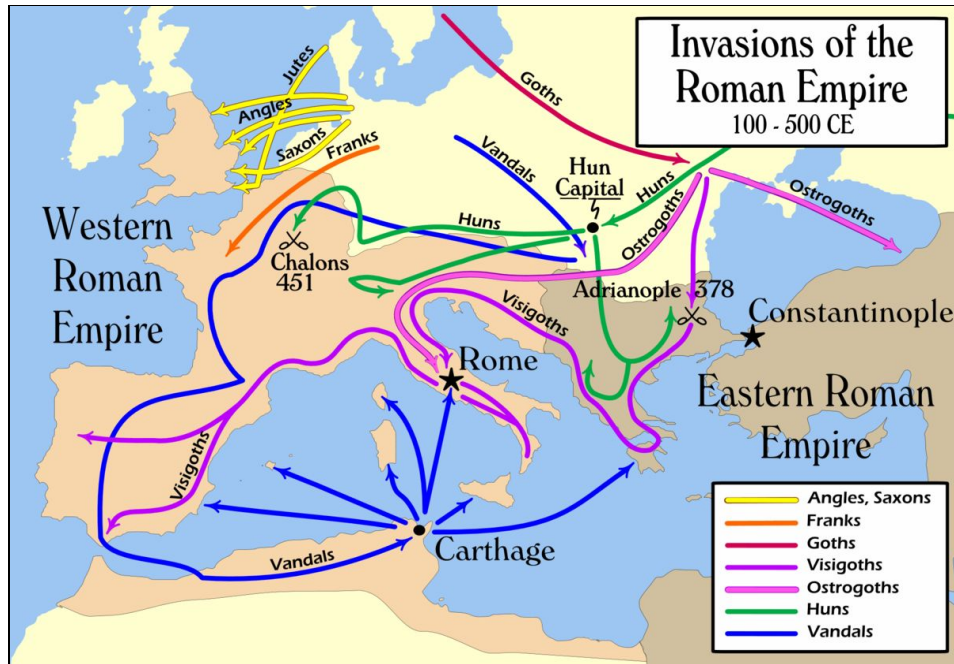 Invasions of the
Roman Empire
100 - 500 CE
Jutes
Angles
Saxons
Franks
Goths
Vandals
Hun
Capital
Huns
Ostrogoths
Ostrogoths
Huns
Western
Roman
Empire
Chalons
451
Adrianople 378
Visigoths
Constantinople
Rome
Eastern Roman
Empire
Visigoths
Carthage
Vandals
Angles, Saxons
Franks
Goths
Visigoths
Ostrogoths
Huns
Vandals